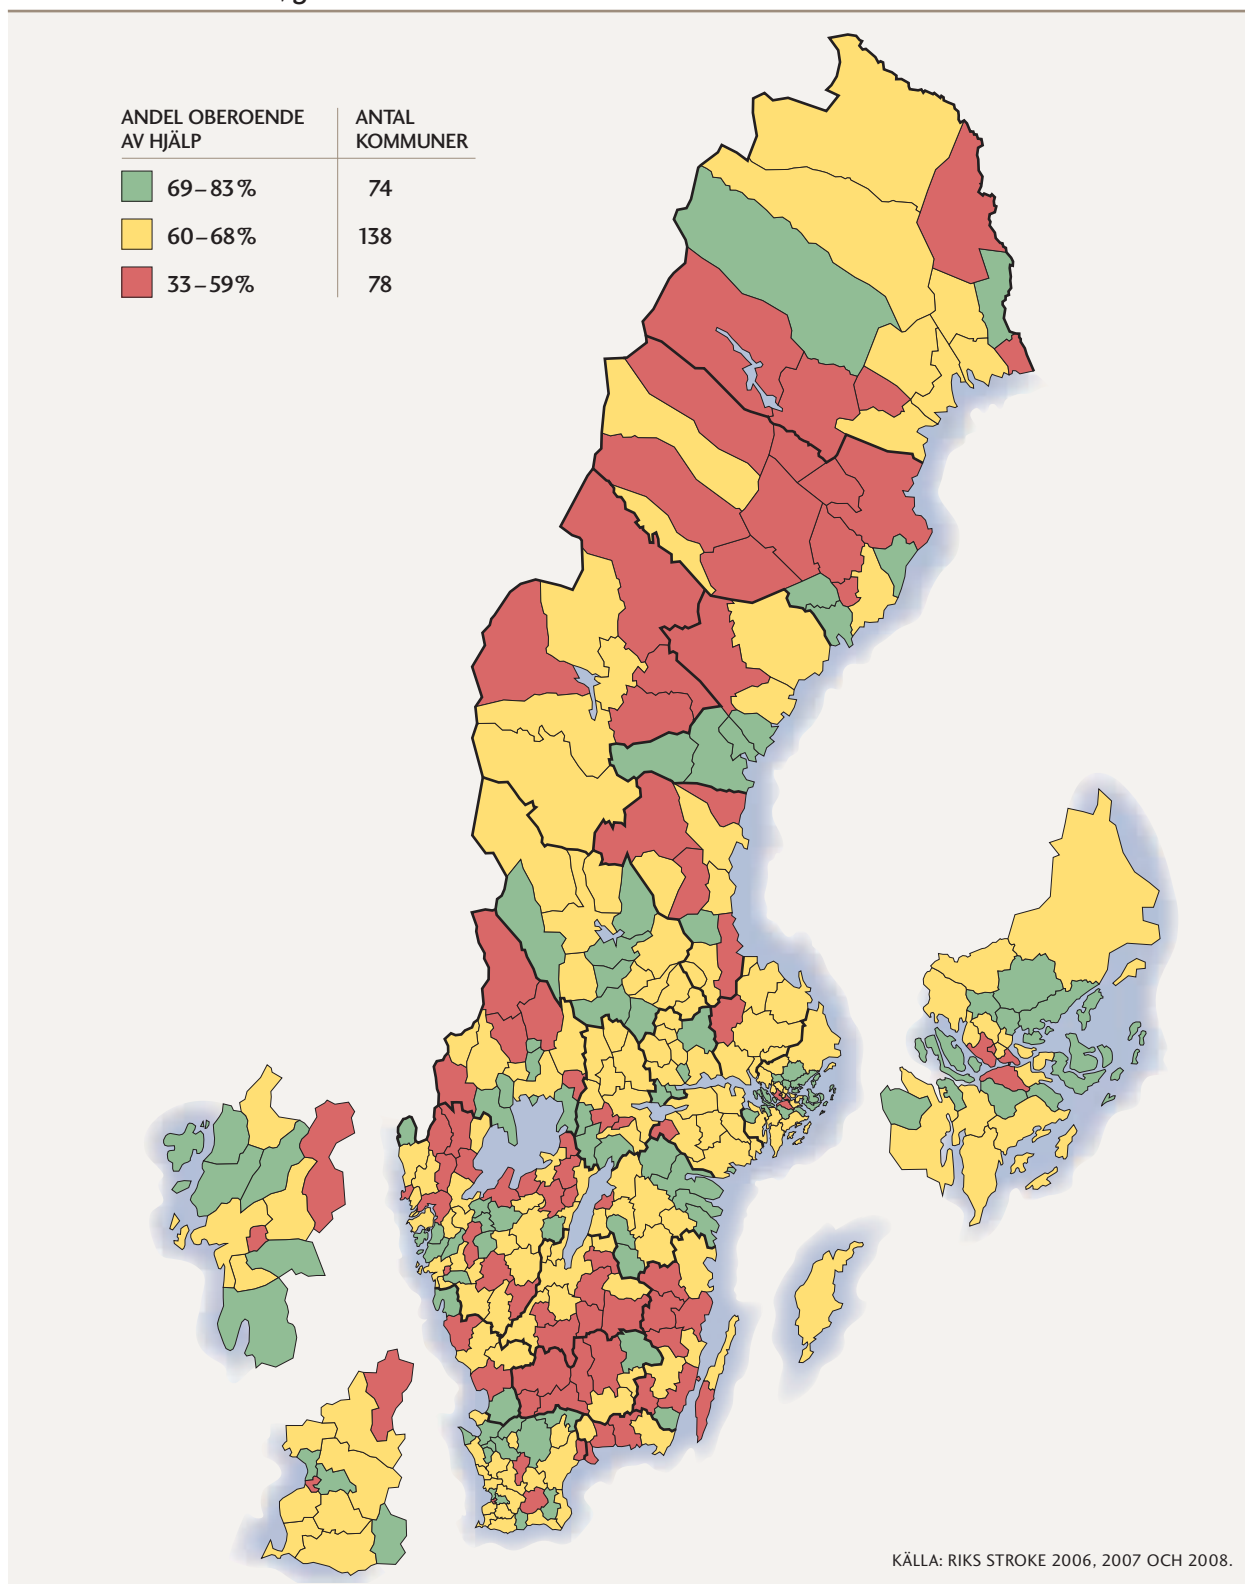 ANDEL OBEROENDE
AV HJÄLP
ANTAL
KOMMUNER
69–83% 74
60–68% 138
33–59% 78
KÄLLA: RIKS STROKE 2006, 2007 OCH 2008.